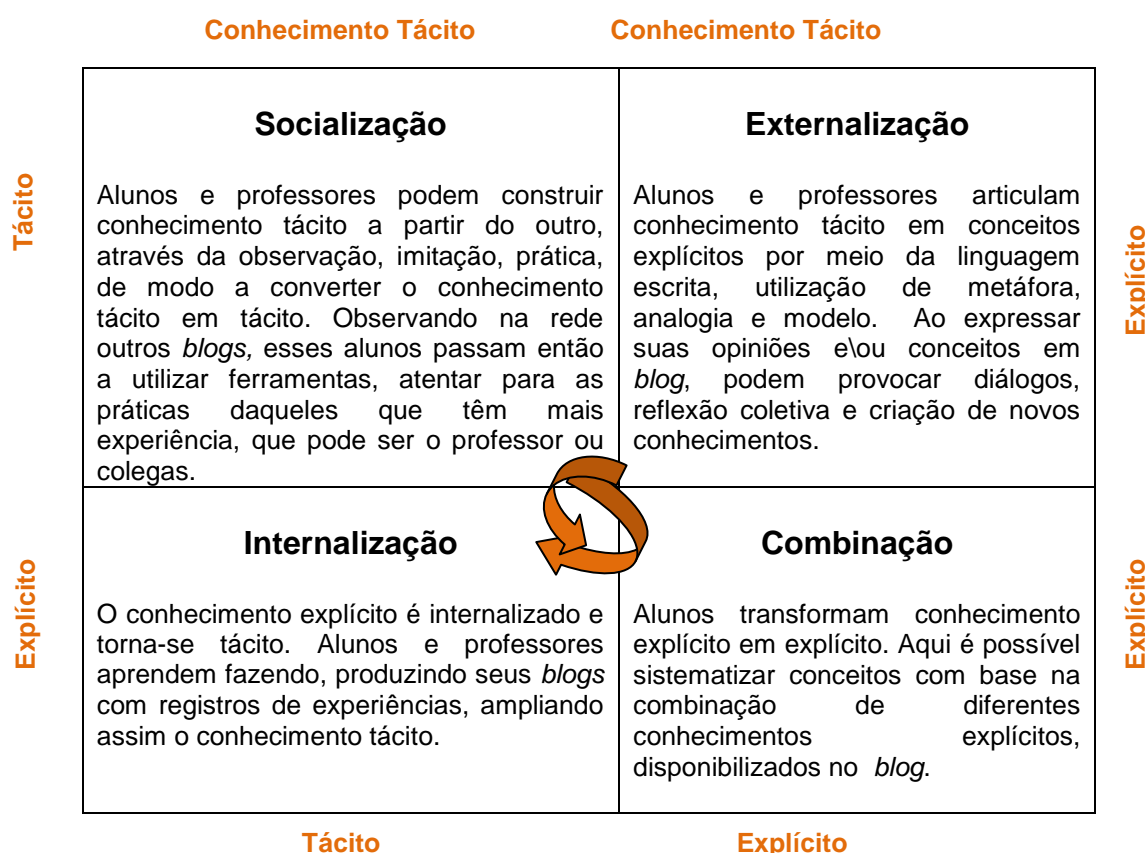 Conhecimento Tácito Conhecimento Tácito
Tácito
Socialização
Alunos e professores podem construir
conhecimento tácito a partir do outro,
através da observação, imitação, prática,
de modo a converter o conhecimento
tácito em tácito. Observando na rede
outros blogs, esses alunos passam então
a utilizar ferramentas, atentar para as
práticas daqueles que têm mais
experiência, que pode ser o professor ou
colegas.
Externalização
Alunos e professores articulam
conhecimento tácito em conceitos
explícitos por meio da linguagem
escrita, utilização de metáfora,
analogia e modelo. Ao expressar
suas opiniões e\ou conceitos em
blog, podem provocar diálogos,
reflexão coletiva e criação de novos
conhecimentos.
Explícito
Explícito
Internalização
O conhecimento explícito é internalizado e
torna-se tácito. Alunos e professores
aprendem fazendo, produzindo seus blogs
com registros de experiências, ampliando
assim o conhecimento tácito.
Combinação
Alunos transformam conhecimento
explícito em explícito. Aqui é possível
sistematizar conceitos com base na
combinação de diferentes
conhecimentos explícitos,
disponibilizados no blog.
Explícito
Tácito Explícito